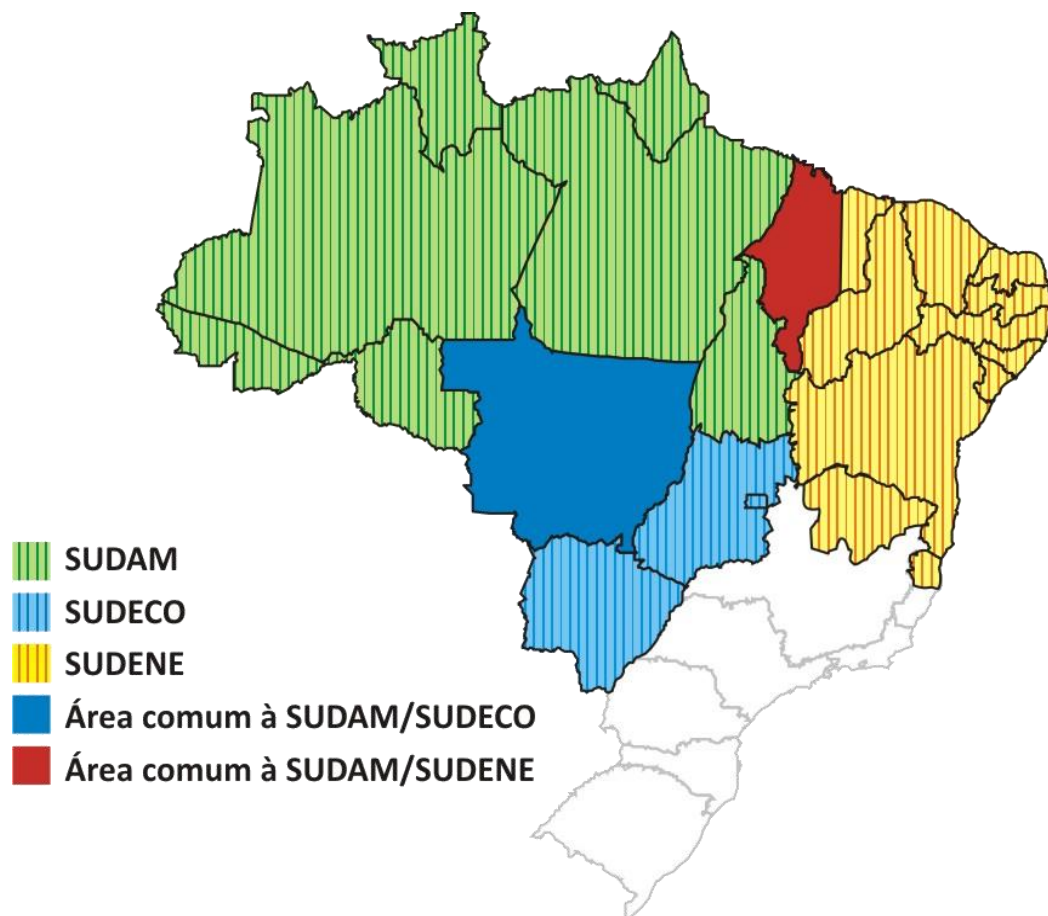 SUDAM
SUDECO
SUDENE
Área comum à SUDAM/SUDECO
Área comum à SUDAM/SUDENE